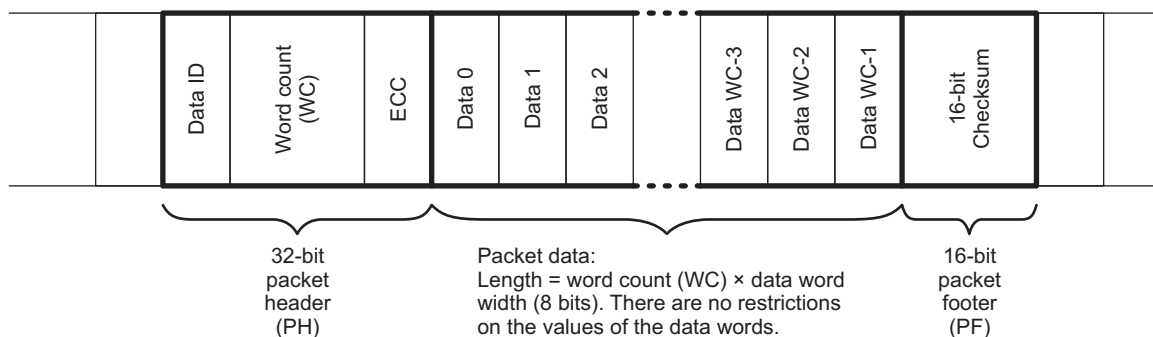 Data ID
Word count
(WC)
ECC
Data 0
Data 1
Data 2
Data WC-3
Data WC-2
Data WC-1
16-bit
Checksum
32-bit
packet
header
(PH)
Packet data:
Length = word count (WC) × data word
width (8 bits). There are no restrictions
on the values of the data words.
16-bit
packet
footer
(PF)